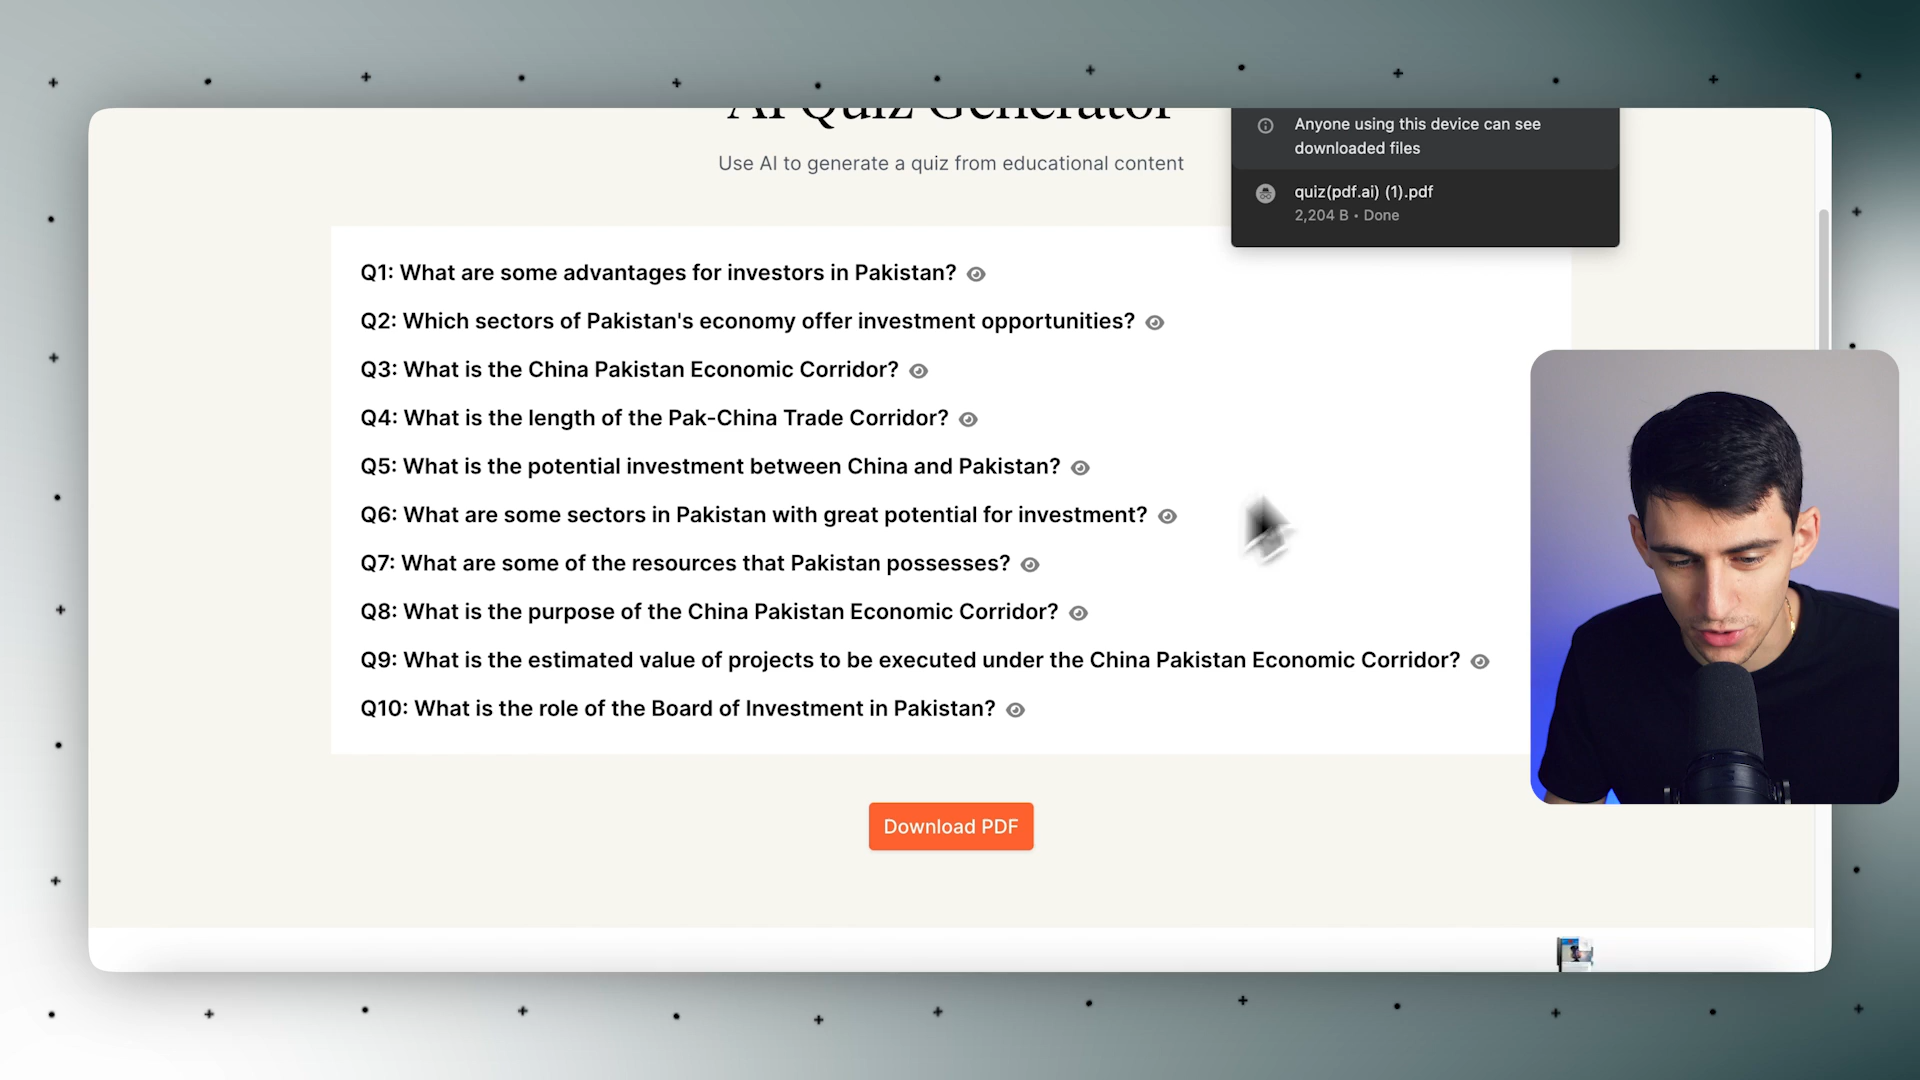 AI Quiz Generator
Use AI to generate a quiz from educational content
Anyone using this device can see
downloaded files
quiz(pdf.ai) (1).pdf
2,204 B • Done
Q1: What are some advantages for investors in Pakistan?
Q2: Which sectors of Pakistan's economy offer investment opportunities?
Q3: What is the China Pakistan Economic Corridor?
Q4: What is the length of the Pak-China Trade Corridor?
Q5: What is the potential investment between China and Pakistan?
Q6: What are some sectors in Pakistan with great potential for investment?
Q7: What are some of the resources that Pakistan possesses?
Q8: What is the purpose of the China Pakistan Economic Corridor?
Q9: What is the estimated value of projects to be executed under the China Pakistan Economic Corridor?
Q10: What is the role of the Board of Investment in Pakistan?
Download PDF